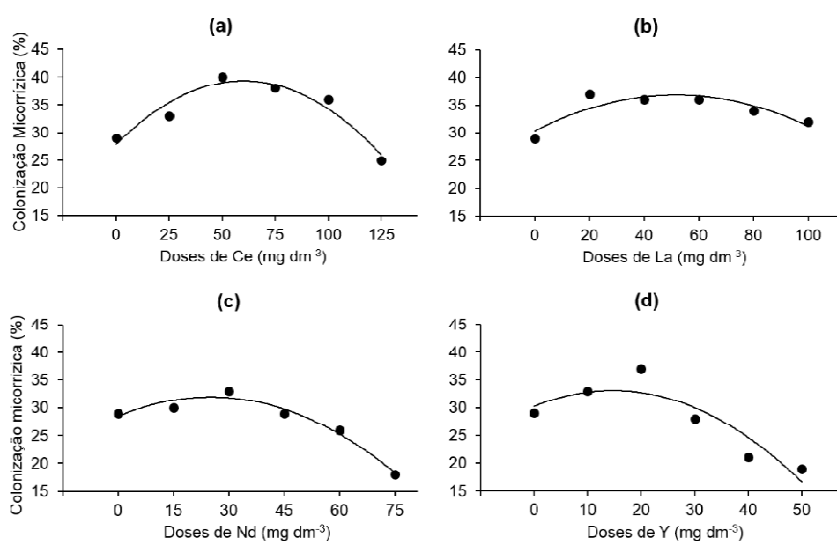 (a)
Colonização Micorrízica (%)
45
40
35
30
25
20
15
0 25 50 75 100 125
Doses de Ce (mg dm⁻³)
(b)
45
40
35
30
25
20
15
0 20 40 60 80 100
Doses de La (mg dm⁻³)
(c)
Colonização micorrízica (%)
45
40
35
30
25
20
15
0 15 30 45 60 75
Doses de Nd (mg dm⁻³)
(d)
45
40
35
30
25
20
15
0 10 20 30 40 50
Doses de Y (mg dm⁻³)